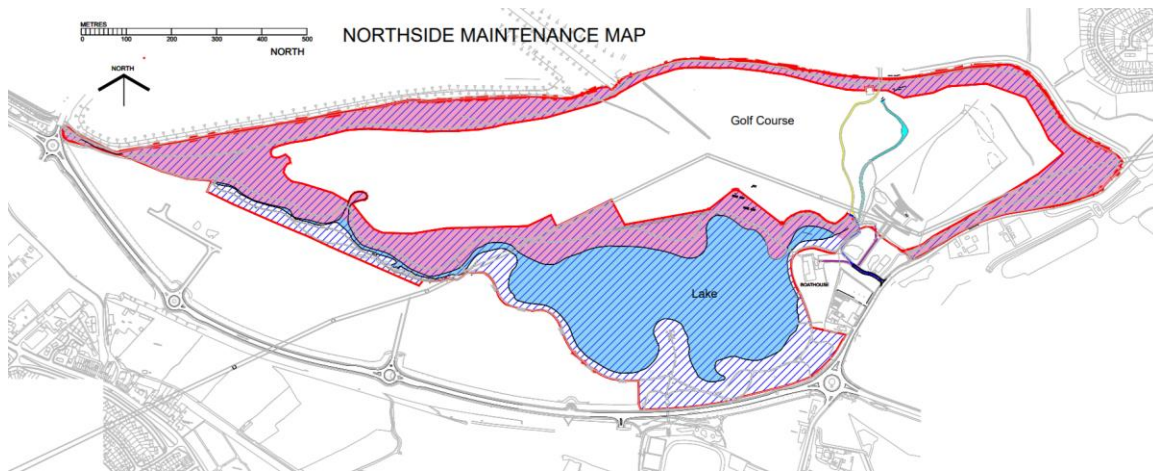 METRES
0 100 200 300 400 500
NORTH
NORTHSIDE MAINTENANCE MAP
NORTH
Golf Course
BOATHOUSE
Lake